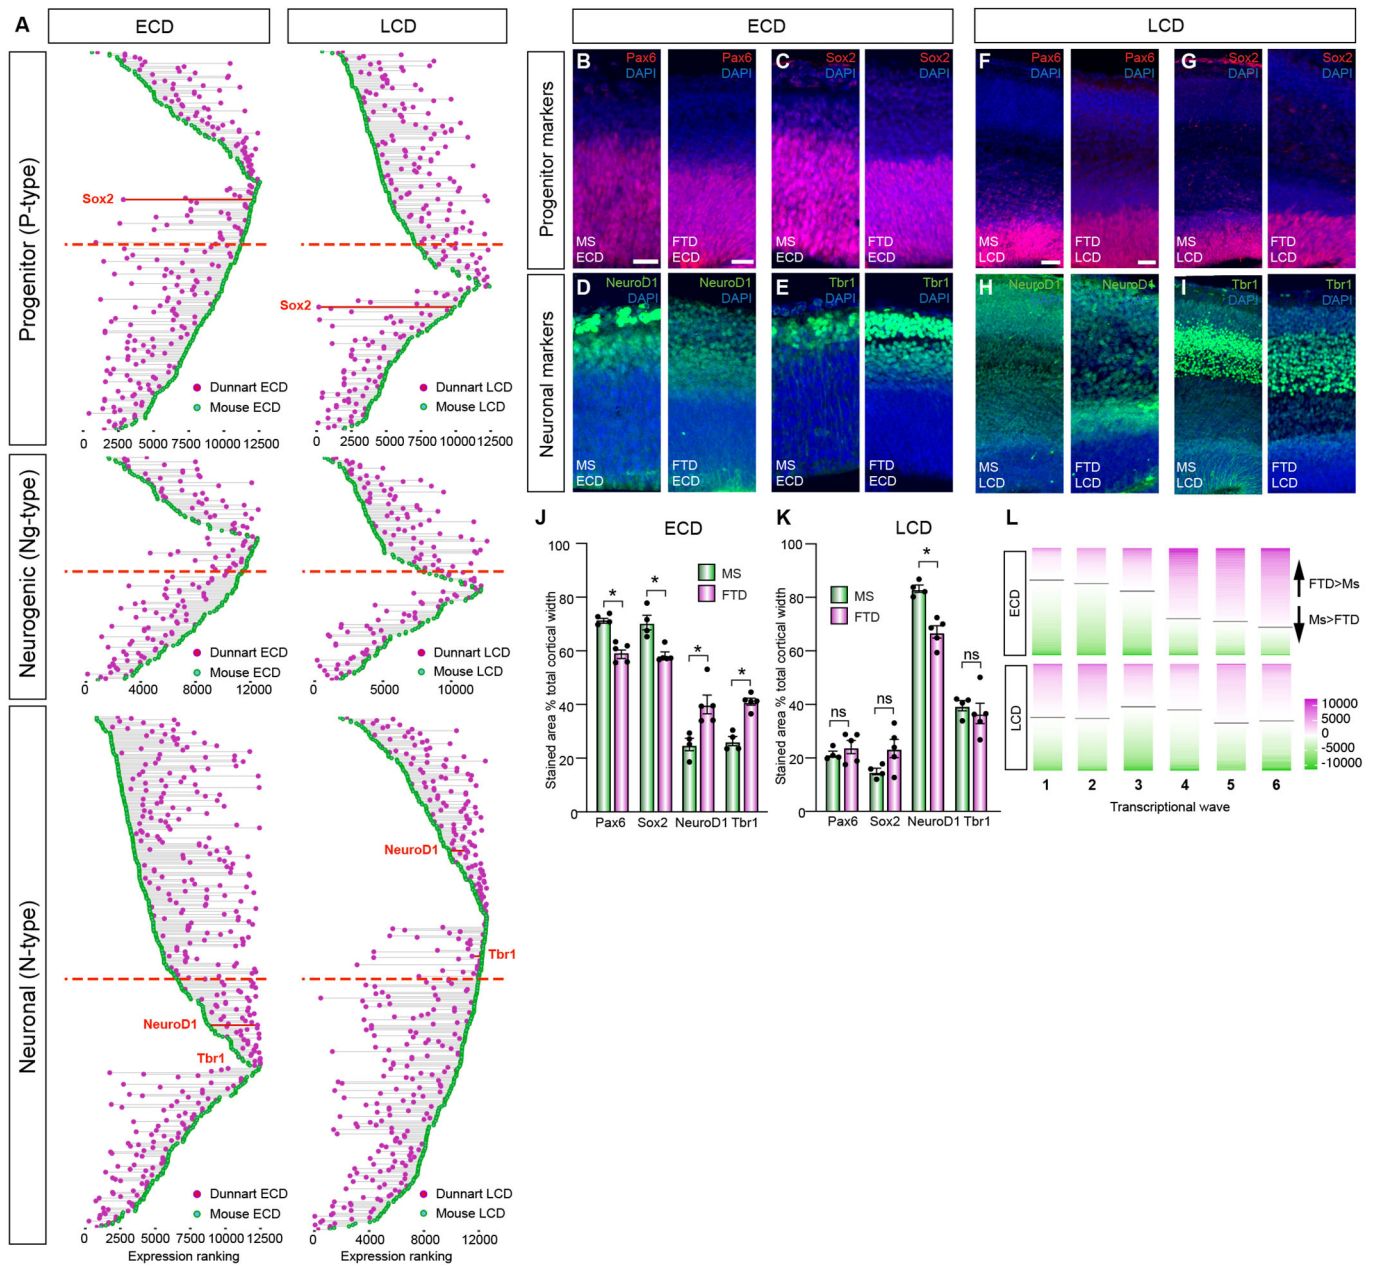 A
ECD
LCD
Progenitor (P-type)
Sox2
Sox2
Dunnart ECD
Mouse ECD
Dunnart LCD
Mouse LCD
0 2500 5000 7500 10000 12500
0 2500 5000 7500 10000 12500
Neurogenic (Ng-type)
Dunnart ECD
Mouse ECD
Dunnart LCD
Mouse LCD
0 4000 8000 12000
0 5000 10000
Neuronal (N-type)
NeuroD1
Tbr1
NeuroD1
Tbr1
Dunnart ECD
Mouse ECD
Dunnart LCD
Mouse LCD
0 2500 5000 7500 10000 12500
0 4000 8000 12000
Expression ranking
Expression ranking
ECD
LCD
Progenitor markers
B
Pax6
DAPI
MS
ECD
Pax6
DAPI
FTD
ECD
C
Sox2
DAPI
MS
ECD
Sox2
DAPI
FTD
ECD
F
Pax6
DAPI
MS
LCD
Pax6
DAPI
FTD
LCD
G
Sox2
DAPI
MS
LCD
Sox2
DAPI
FTD
LCD
Neuronal markers
D
NeuroD1
DAPI
MS
ECD
NeuroD1
DAPI
FTD
ECD
E
Tbr1
DAPI
MS
ECD
Tbr1
DAPI
FTD
ECD
H
NeuroD1
DAPI
MS
LCD
NeuroD1
DAPI
FTD
LCD
I
Tbr1
DAPI
MS
LCD
Tbr1
DAPI
FTD
LCD
J
ECD
Stained area % total cortical width
100
80
60
40
20
0
MS
FTD
* * * *
Pax6 Sox2 NeuroD1 Tbr1
K
LCD
Stained area % total cortical width
100
80
60
40
20
0
MS
FTD
ns ns * ns
Pax6 Sox2 NeuroD1 Tbr1
L
ECD
LCD
FTD>Ms
Ms>FTD
10000
5000
0
-5000
-10000
1 2 3 4 5 6
Transcriptional wave